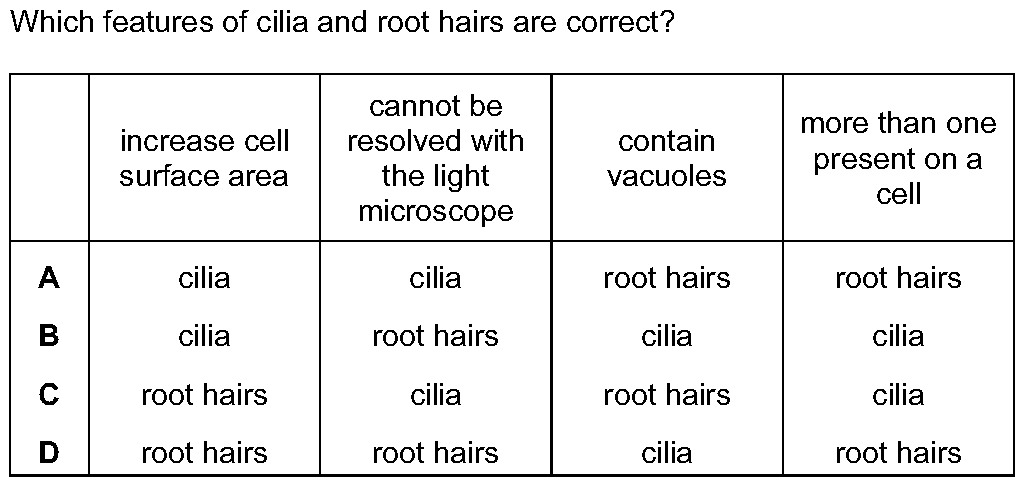 Which features of cilia and root hairs are correct?
increase cell
surface area
cannot be
resolved with
the light
microscope
contain
vacuoles
more than one
present on a
cell
A cilia cilia root hairs root hairs
B cilia root hairs cilia cilia
C root hairs cilia root hairs cilia
D root hairs root hairs cilia root hairs